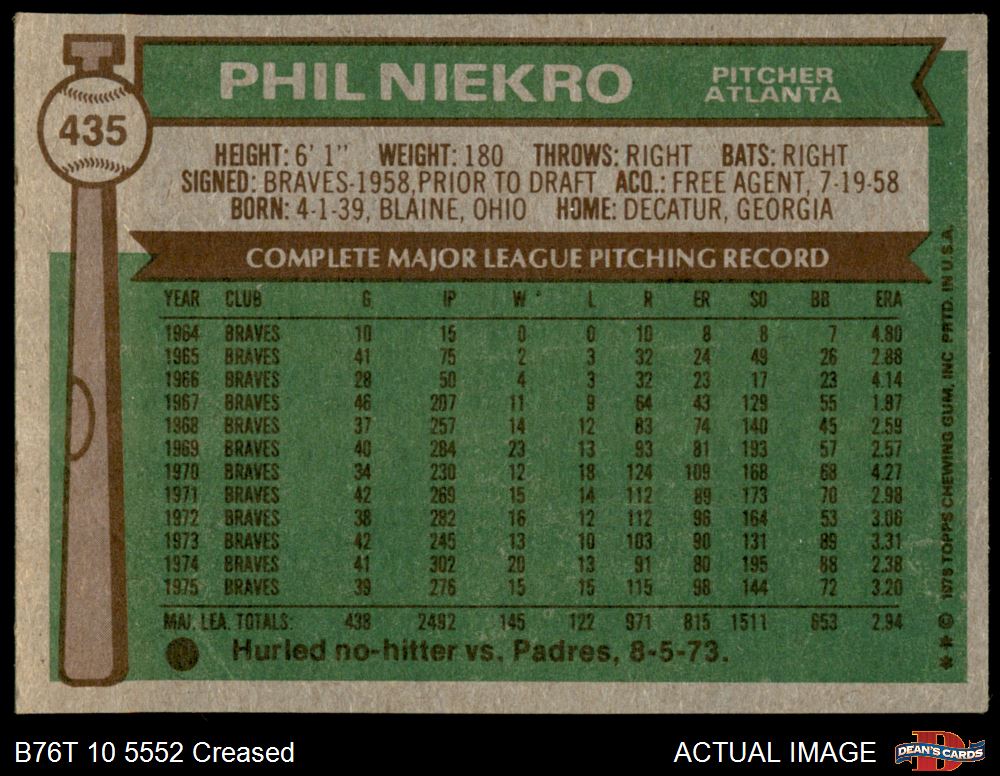 PHIL NIEKRO
PITCHER
ATLANTA
435
HEIGHT: 6' 1" WEIGHT: 180 THROWS: RIGHT BATS: RIGHT
SIGNED: BRAVES-1958, PRIOR TO DRAFT ACQ.: FREE AGENT, 7-19-58
BORN: 4-1-39, BLAINE, OHIO HOME: DECATUR, GEORGIA
COMPLETE MAJOR LEAGUE PITCHING RECORD
YEAR CLUB G IP W L R ER SO BB ERA
1964 BRAVES 10 15 0 0 10 8 8 7 4.80
1965 BRAVES 41 75 2 3 32 24 49 26 2.88
1966 BRAVES 28 50 4 3 32 23 17 23 4.14
1967 BRAVES 46 207 11 9 64 43 129 55 1.87
1968 BRAVES 37 257 14 12 83 74 140 45 2.59
1969 BRAVES 40 284 23 13 93 81 193 57 2.57
1970 BRAVES 34 230 12 18 124 109 168 68 4.27
1971 BRAVES 42 269 15 14 112 89 173 70 2.98
1972 BRAVES 38 282 16 12 112 96 164 53 3.06
1973 BRAVES 42 245 13 10 103 90 131 89 3.31
1974 BRAVES 41 302 20 13 91 80 195 88 2.38
1975 BRAVES 39 276 15 15 115 98 144 72 3.20
MAJ. LEA. TOTALS: 438 2492 145 122 971 815 1511 653 2.94
Hurled no-hitter vs. Padres, 8-5-73.
** © 1976 TOPPS CHEWING GUM, INC. PRTD. IN U.S.A.
B76T 10 5552 Creased
ACTUAL IMAGE
D
DEAN'S CARDS